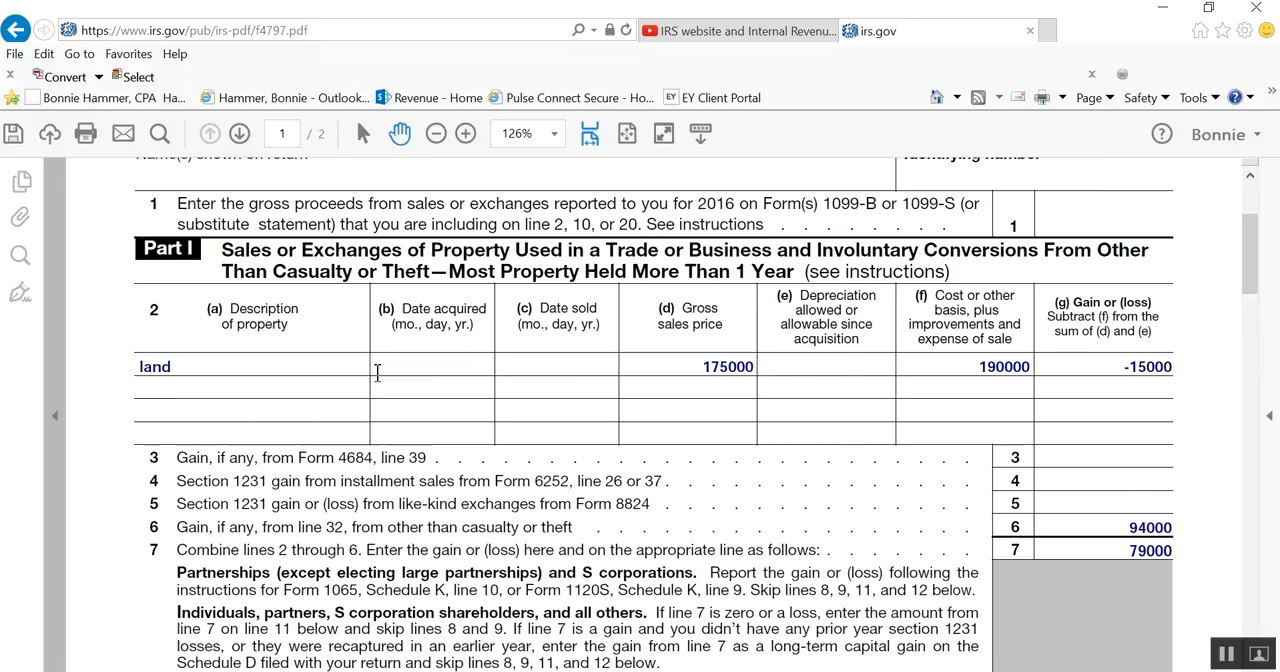 https://www.irs.gov/pub/irs-pdf/f4797.pdf
IRS website and Internal Revenu...
irs.gov
File Edit Go to Favorites Help
Convert Select
Bonnie Hammer, CPA Ha... Hammer, Bonnie - Outlook... Revenue - Home Pulse Connect Secure - Ho... EY EY Client Portal
Page Safety Tools
1 / 2 126% Bonnie
1 Enter the gross proceeds from sales or exchanges reported to you for 2016 on Form(s) 1099-B or 1099-S (or
substitute statement) that you are including on line 2, 10, or 20. See instructions . . . . . . . . 1
Part I Sales or Exchanges of Property Used in a Trade or Business and Involuntary Conversions From Other
Than Casualty or Theft—Most Property Held More Than 1 Year (see instructions)
2
(a) Description
of property
(b) Date acquired
(mo., day, yr.)
(c) Date sold
(mo., day, yr.)
(d) Gross
sales price
(e) Depreciation
allowed or
allowable since
acquisition
(f) Cost or other
basis, plus
improvements and
expense of sale
(g) Gain or (loss)
Subtract (f) from the
sum of (d) and (e)
land 175000 190000 -15000
3 Gain, if any, from Form 4684, line 39 . . . . . . . . . . . . . . . . . . . . 3
4 Section 1231 gain from installment sales from Form 6252, line 26 or 37 . . . . . . . . . . . . 4
5 Section 1231 gain or (loss) from like-kind exchanges from Form 8824 . . . . . . . . . . . . 5
6 Gain, if any, from line 32, from other than casualty or theft . . . . . . . . . . . . . . 6 94000
7 Combine lines 2 through 6. Enter the gain or (loss) here and on the appropriate line as follows: . . . . . . 7 79000
Partnerships (except electing large partnerships) and S corporations. Report the gain or (loss) following the
instructions for Form 1065, Schedule K, line 10, or Form 1120S, Schedule K, line 9. Skip lines 8, 9, 11, and 12 below.
Individuals, partners, S corporation shareholders, and all others. If line 7 is zero or a loss, enter the amount from
line 7 on line 11 below and skip lines 8 and 9. If line 7 is a gain and you didn't have any prior year section 1231
losses, or they were recaptured in an earlier year, enter the gain from line 7 as a long-term capital gain on the
Schedule D filed with your return and skip lines 8, 9, 11, and 12 below.